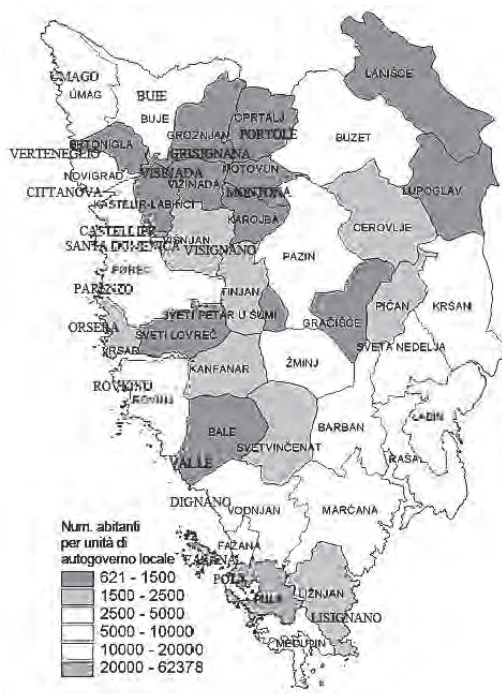 LANIŠĆE
UMAGO
UMAG
BUIE
BUJE
OPRTALJ
PORTOLE
GROŽNJAN
GRISIGNANA
BUZET
BRTONIGLA
VERTENEGLIO
NOVIGRAD
CITTANOVA
VISINADA
VIŽINADA
MOTOVUN
MONTONA
LUPOGLAV
KAŠTELIR-LABINCI
CASTELLIER
SANTA DOMENICA
VIŠNJAN
VISIGNANO
KAROJBA
CEROVLJE
PAZIN
POREČ
PARENZO
TINJAN
SVETI PETAR U ŠUMI
GRAČIŠĆE
PIĆAN
KRŠAN
ORSERA
VRSAR
SVETI LOVREČ
SVETA NEDELJA
KANFANAR
ŽMINJ
ROVIGNO
ROVINJ
BALE
VALLE
SVETVINČENAT
BARBAN
LABIN
RAŠA
DIGNANO
VODNJAN
MARČANA
FAŽANA
FASANA
POLA
PULA
LIŽNJAN
LISIGNANO
MEDULIN
Num. abitanti
per unità di
autogoverno locale
621 - 1500
1500 - 2500
2500 - 5000
5000 - 10000
10000 - 20000
20000 - 62378